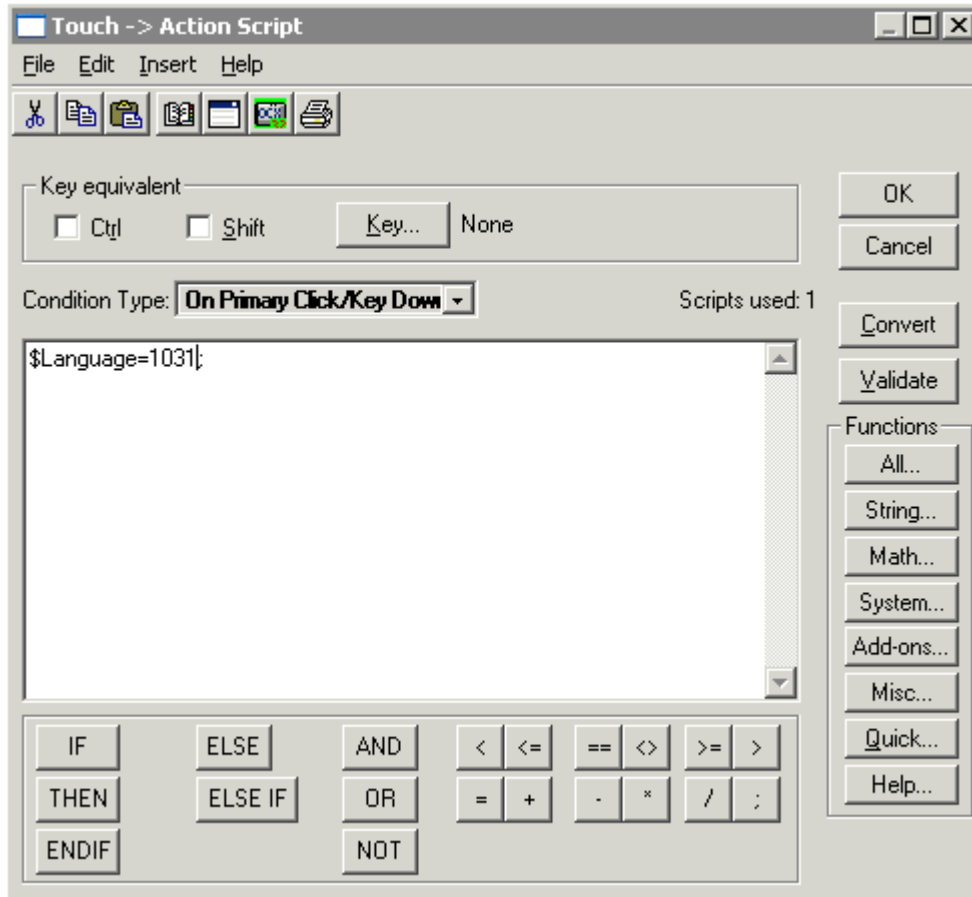 Touch -> Action Script
File Edit Insert Help
Key equivalent
Ctrl Shift Key... None
OK
Cancel
Condition Type: On Primary Click/Key Down Scripts used: 1
Convert
Validate
$Language=1031;
Functions
All...
String...
Math...
System...
Add-ons...
Misc...
Quick...
Help...
IF ELSE AND < <= == <> >= >
THEN ELSE IF OR = + - * / ;
ENDIF NOT